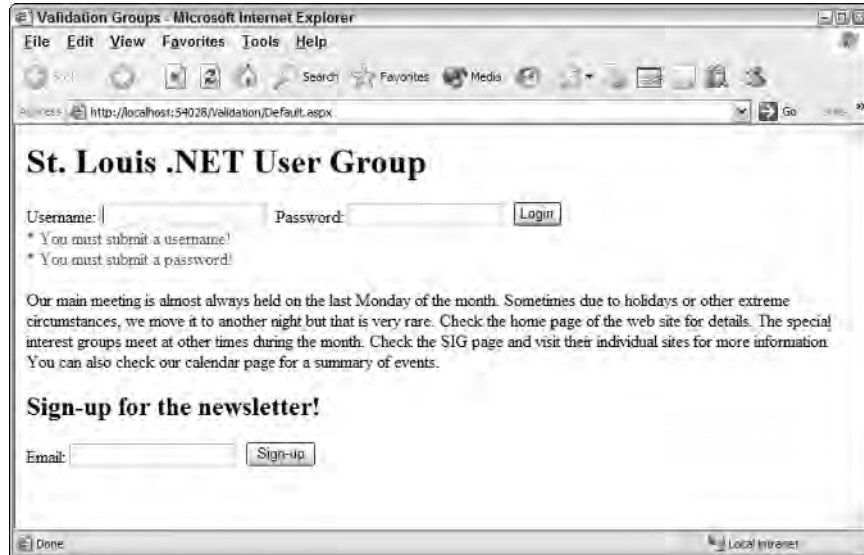 Validation Groups - Microsoft Internet Explorer
File Edit View Favorites Tools Help
Search Favorites Media
Address http://localhost:54028/Validation/Default.aspx Go
St. Louis .NET User Group
Username: Password: Login
* You must submit a username!
* You must submit a password!
Our main meeting is almost always held on the last Monday of the month. Sometimes due to holidays or other extreme
circumstances, we move it to another night but that is very rare. Check the home page of the web site for details. The special
interest groups meet at other times during the month. Check the SIG page and visit their individual sites for more information.
You can also check our calendar page for a summary of events.
Sign-up for the newsletter!
Email: Sign-up
Done Local intranet